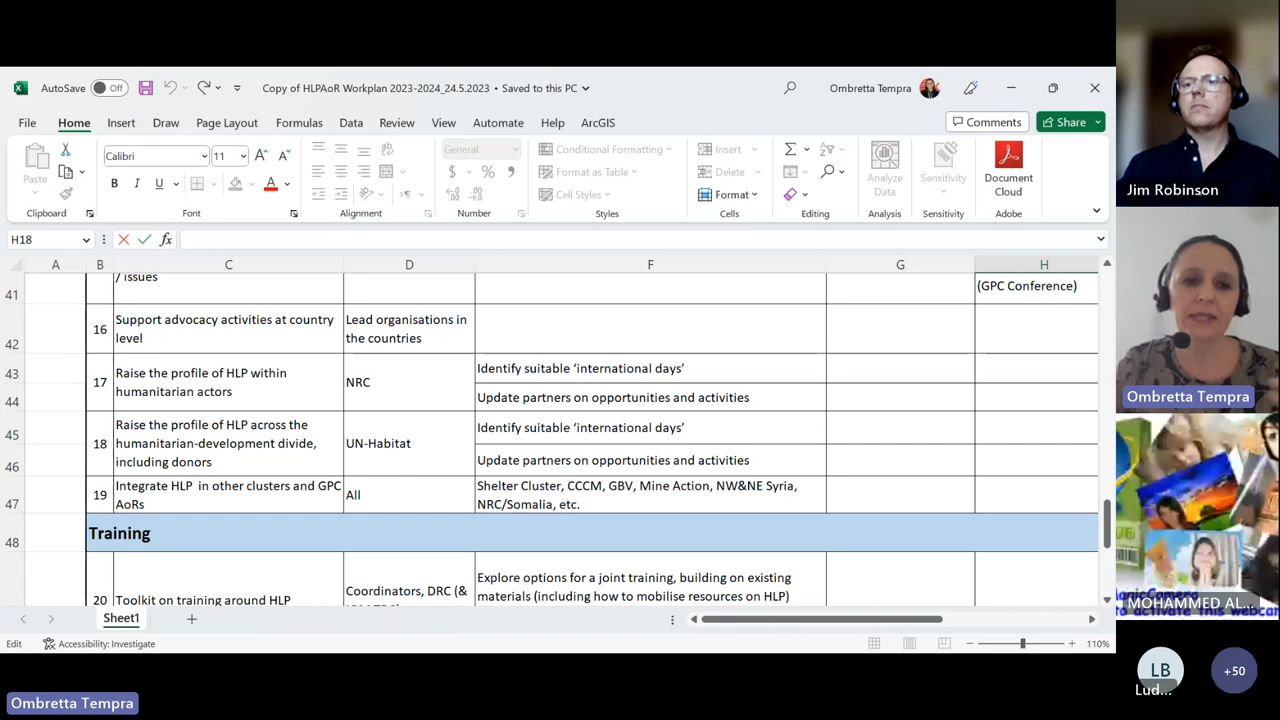 AutoSave Off Copy of HLPAoR Workplan 2023-2024_24.5.2023 • Saved to this PC Ombretta Tempra
File Home Insert Draw Page Layout Formulas Data Review View Automate Help ArcGIS Comments Share
Paste
Calibri 11
B I U A
General
$ % 9
Conditional Formatting
Format as Table
Cell Styles
Insert
Delete
Format
Analyze
Data
Sensitivity
Document
Cloud
Clipboard Font Alignment Number Styles Cells Editing Analysis Sensitivity Adobe
H18 fx
A B C D F G H
41 / issues (GPC Conference)
42 16 Support advocacy activities at country
level
Lead organisations in
the countries
43 17 Raise the profile of HLP within
humanitarian actors
NRC
Identify suitable ‘international days’
44 Update partners on opportunities and activities
45 18 Raise the profile of HLP across the
humanitarian-development divide,
including donors
UN-Habitat
Identify suitable ‘international days’
46 Update partners on opportunities and activities
47 19 Integrate HLP in other clusters and GPC
AoRs
All
Shelter Cluster, CCCM, GBV, Mine Action, NW&NE Syria,
NRC/Somalia, etc.
48 Training
20 Toolkit on training around HLP
Coordinators, DRC (&
Explore options for a joint training, building on existing
materials (including how to mobilise resources on HLP)
Sheet1
Edit Accessibility: Investigate 110%
Ombretta Tempra
Jim Robinson
Ombretta Tempra
MOHAMMED AL...
to activate this webcam
LB
Lud...
+50